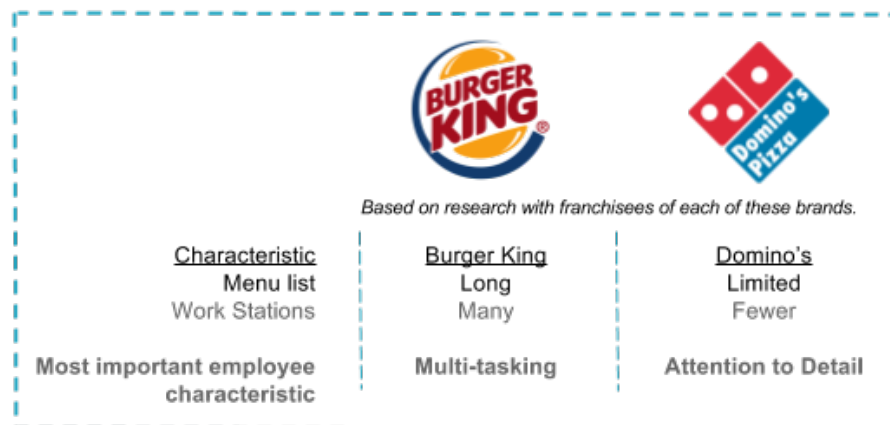 BURGER
KING
®
Domino's
Pizza
Based on research with franchisees of each of these brands.
Characteristic Burger King Domino's
Menu list Long Limited
Work Stations Many Fewer
Most important employee Multi-tasking Attention to Detail
characteristic